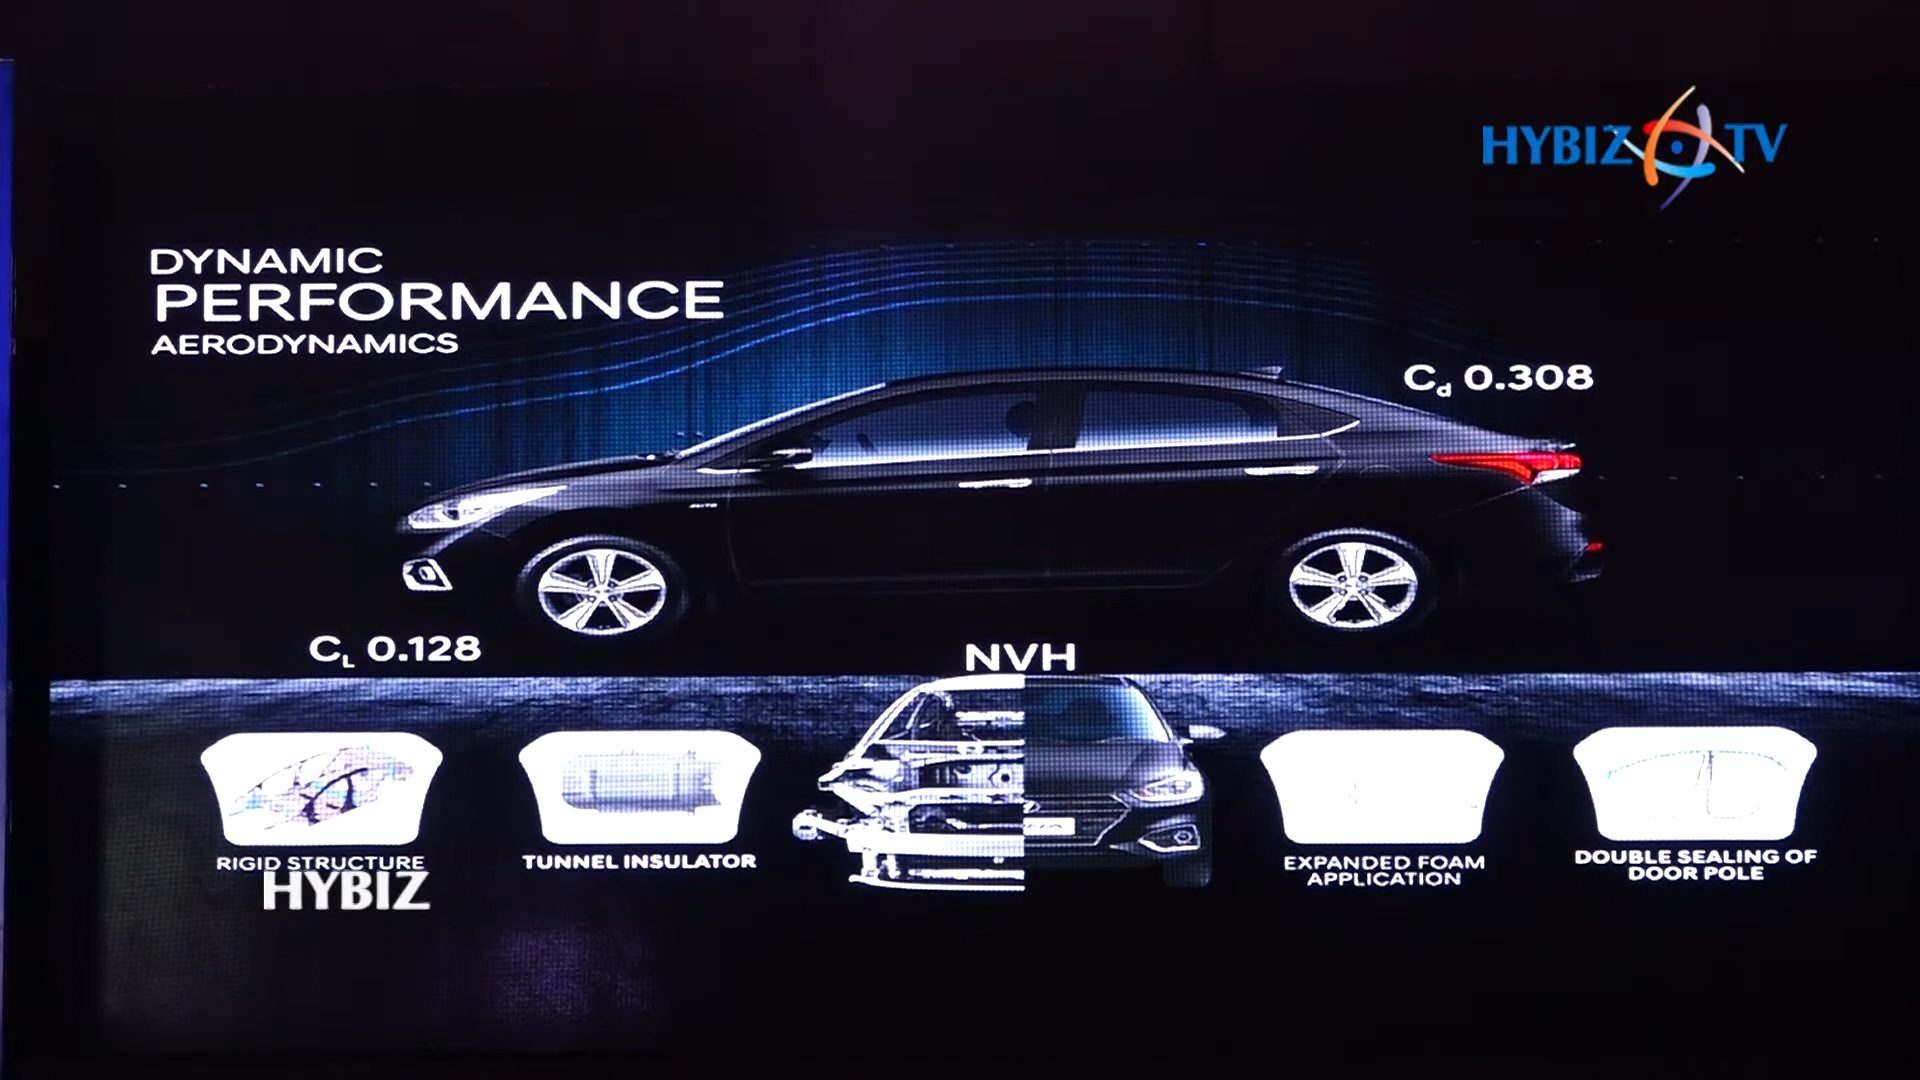 HYBIZ TV
DYNAMIC
PERFORMANCE
AERODYNAMICS
Cd 0.308
CL 0.128
NVH
RIGID STRUCTURE
HYBIZ
TUNNEL INSULATOR
EXPANDED FOAM
APPLICATION
DOUBLE SEALING OF
DOOR POLE